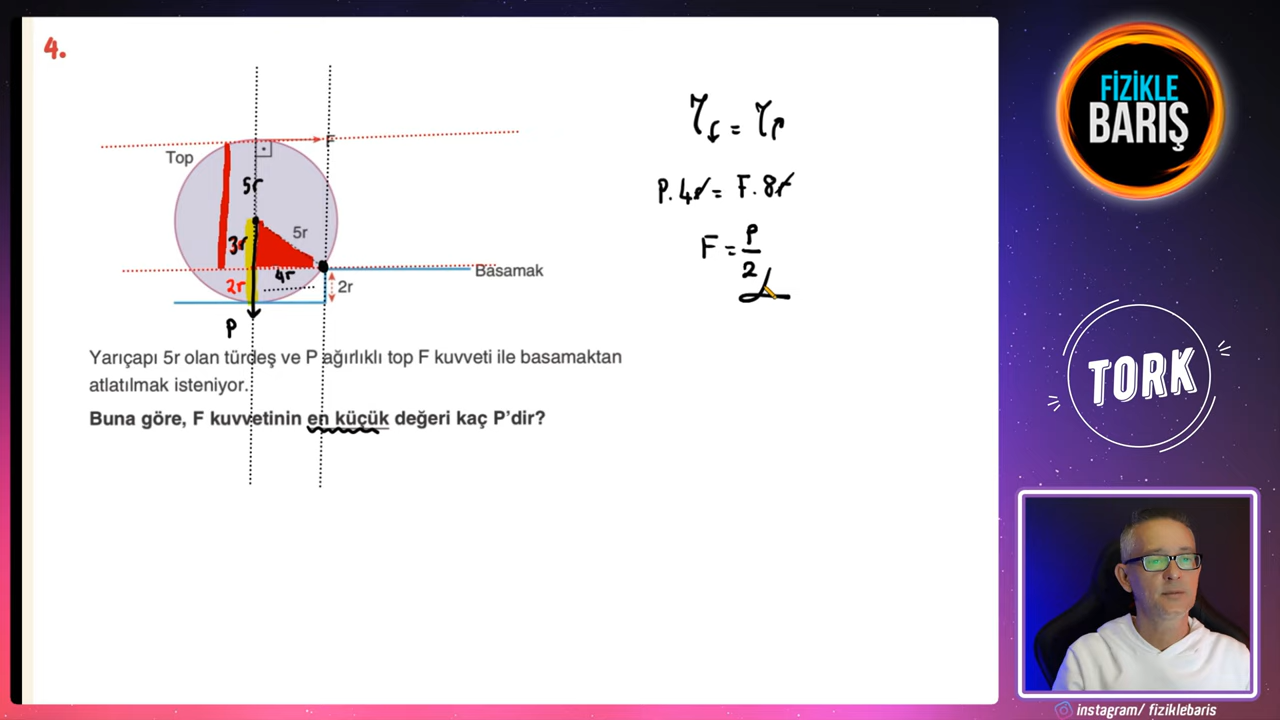 4.
Top
F
5r
3r
5r
4r
2r
2r
Basamak
P
Yarıçapı 5r olan türdeş ve P ağırlıklı top F kuvveti ile basamaktan
atlatılmak isteniyor.
Buna göre, F kuvvetinin en küçük değeri kaç P'dir?
P.4r = F.8r
F = P/2
FİZİKLE
BARIŞ
TORK
instagram/ fiziklebaris